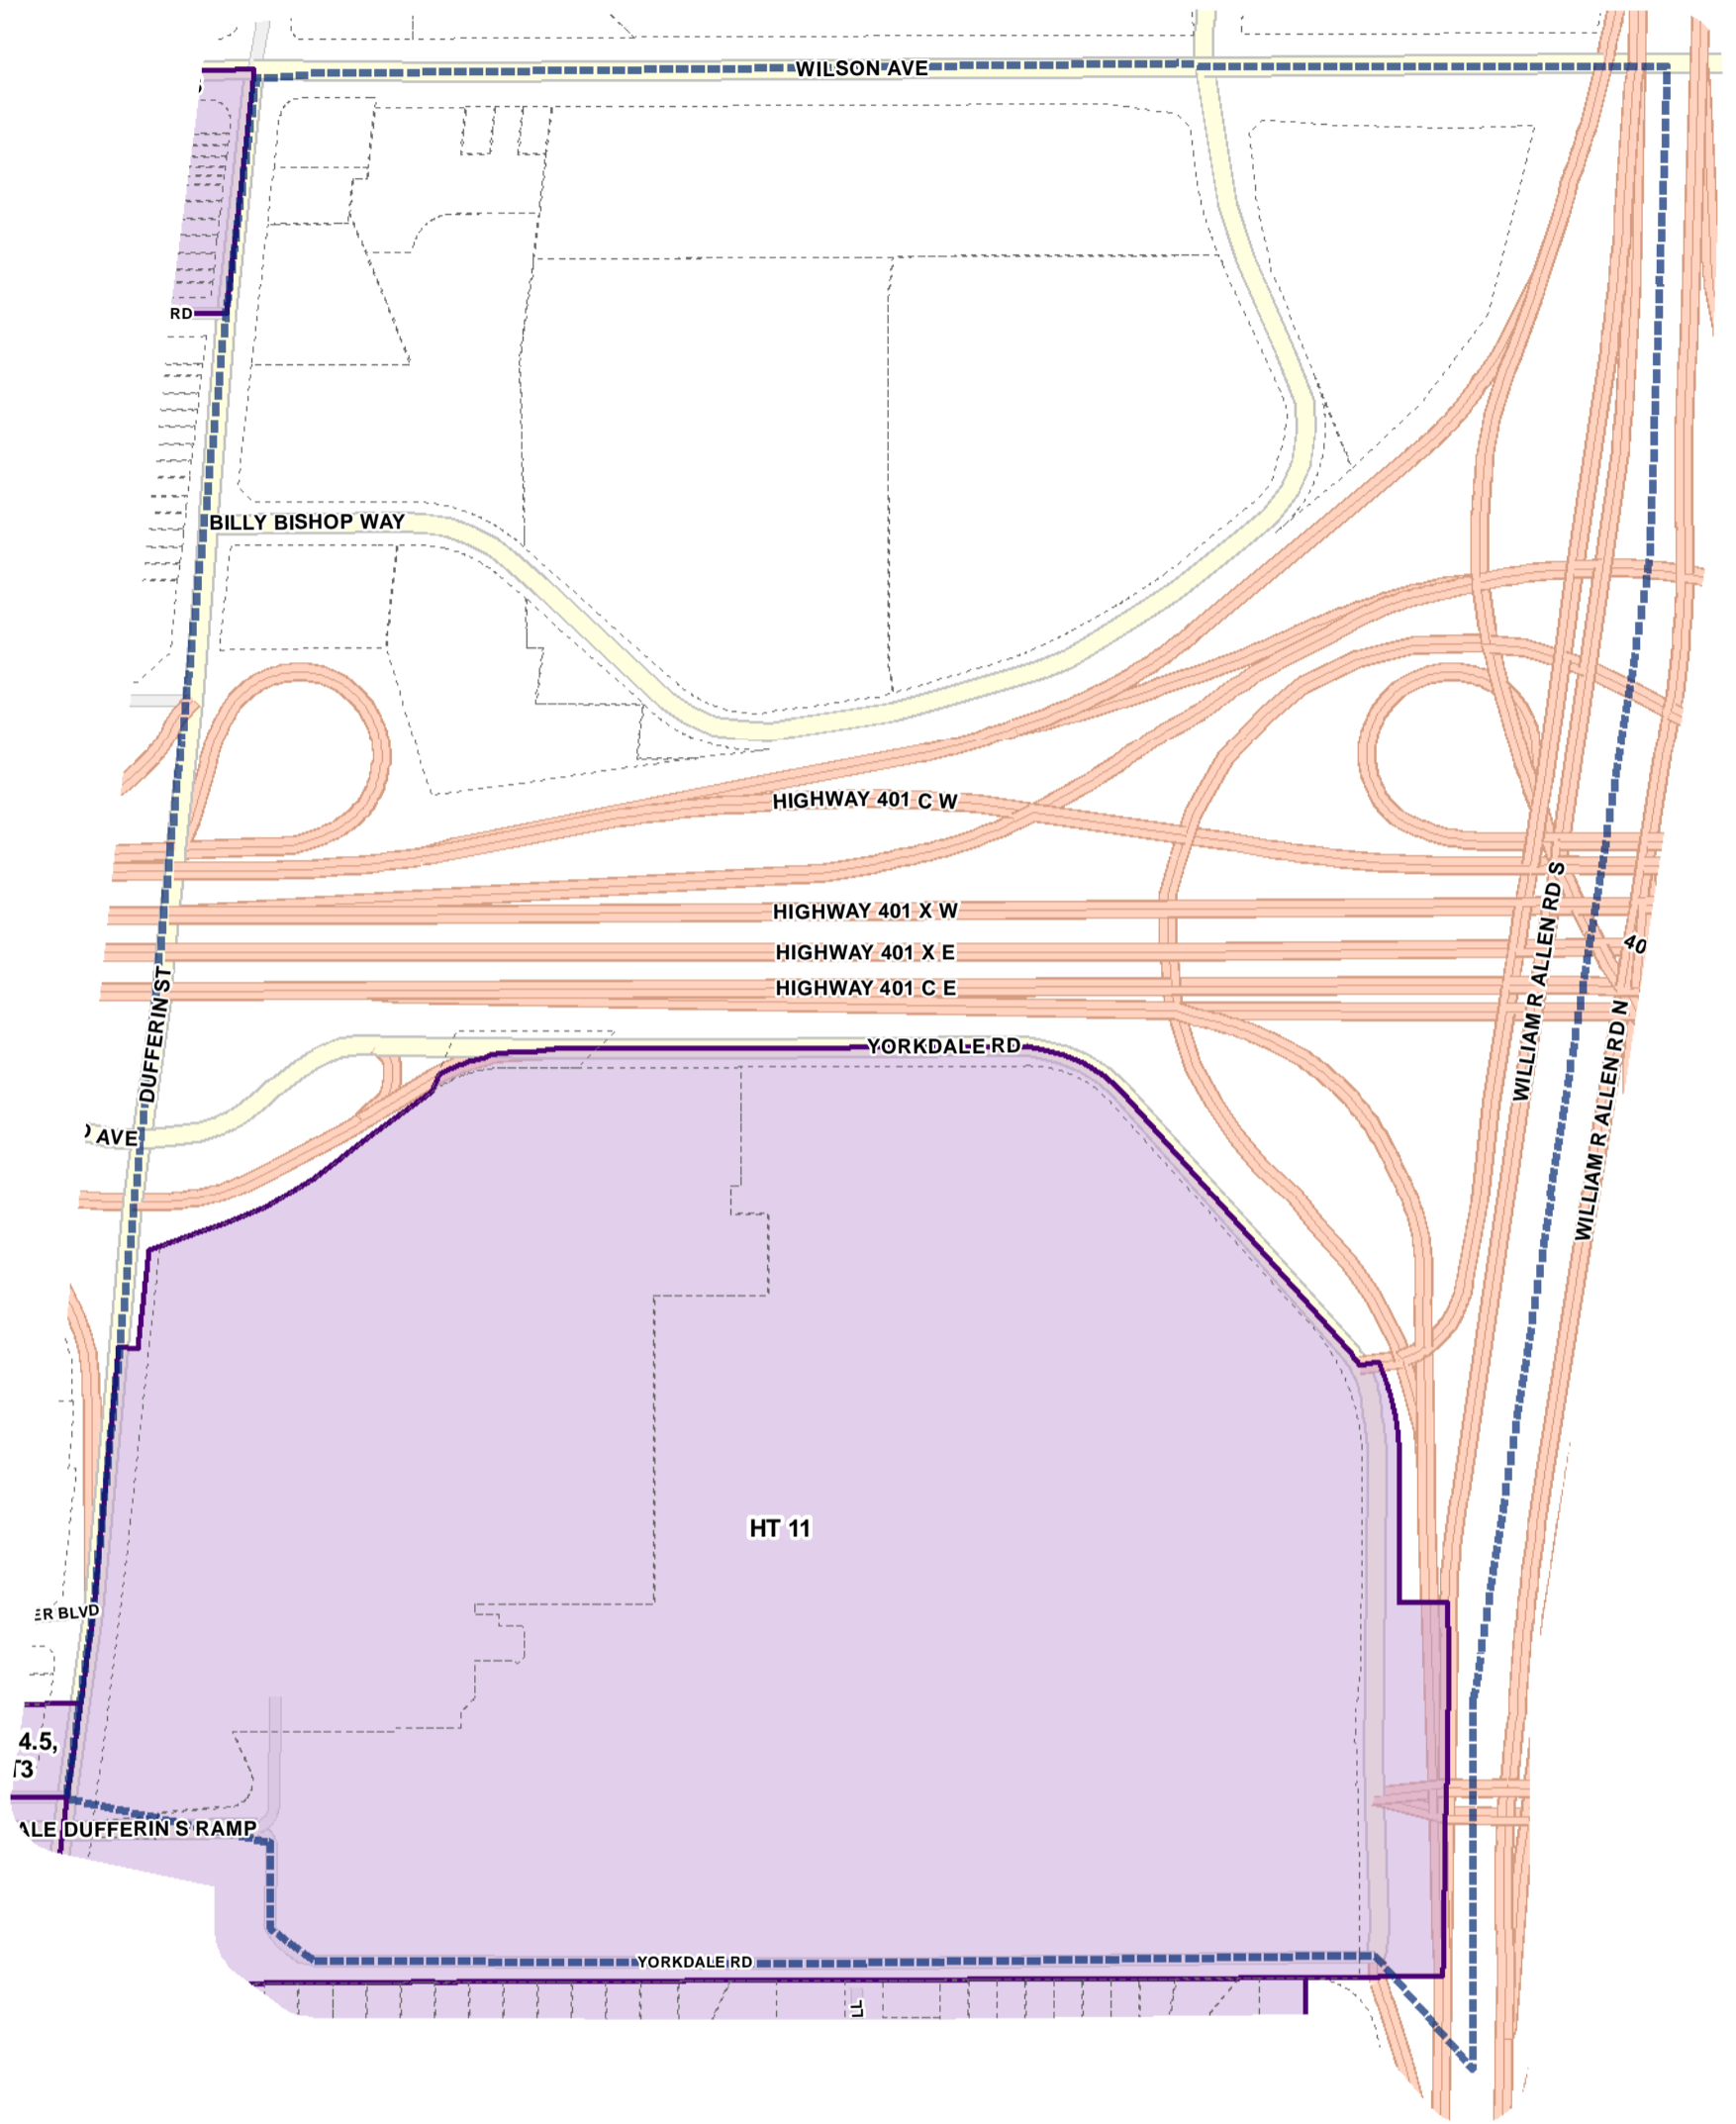 WILSON AVE
RD
BILLY BISHOP WAY
HIGHWAY 401 C W
HIGHWAY 401 X W
HIGHWAY 401 X E
HIGHWAY 401 C E
40
WILLIAM R ALLEN RD S
WILLIAM R ALLEN RD N
DUFFERIN ST
YORKDALE RD
AVE
HT 11
ER BLVD
4.5,
T3
ALE DUFFERIN S RAMP
YORKDALE RD
LL